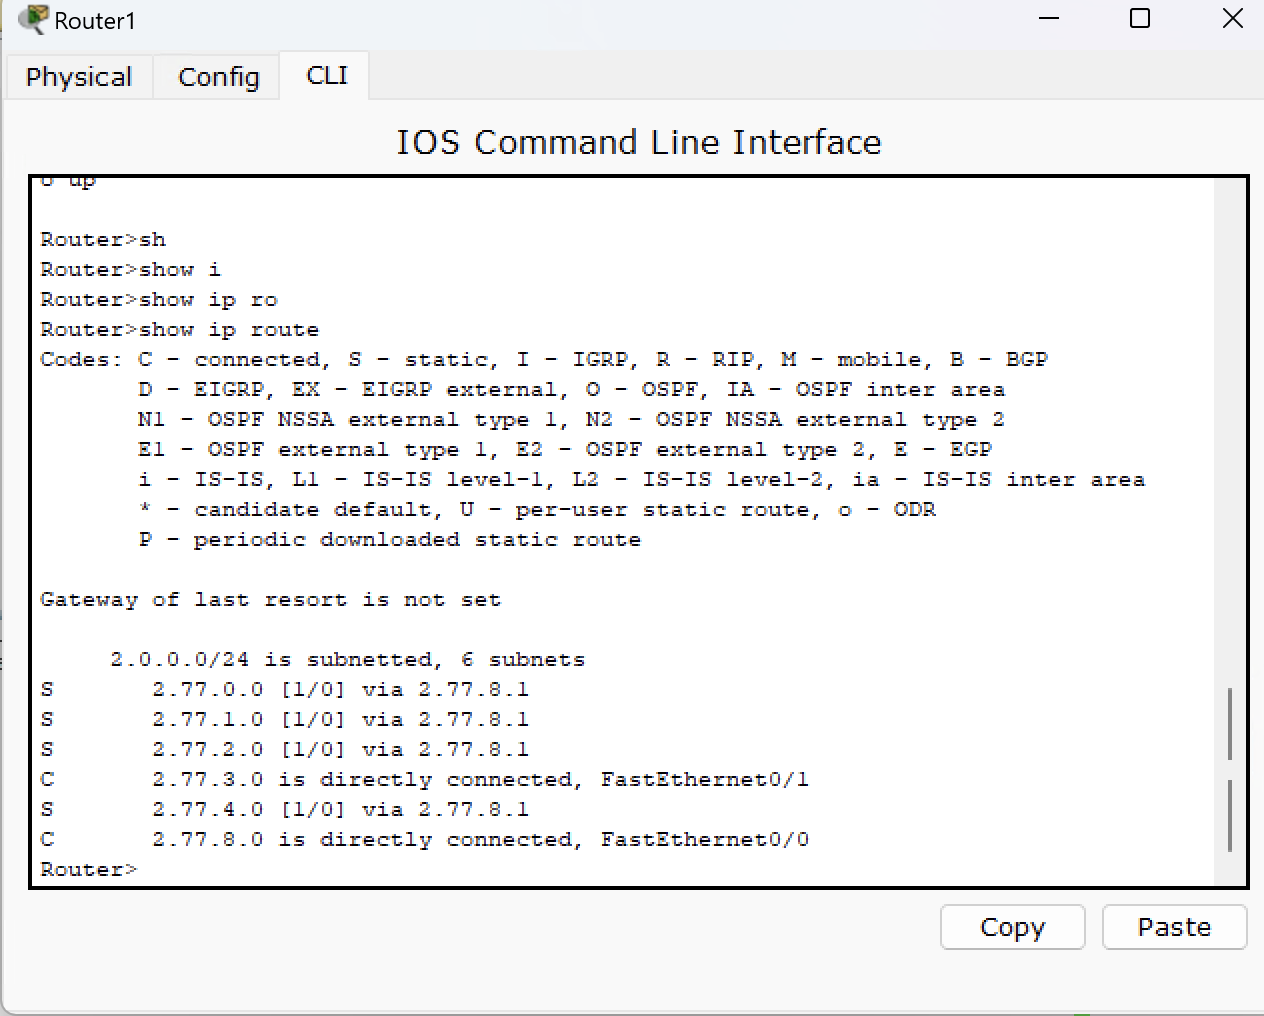 Router1
Physical Config CLI
IOS Command Line Interface
o up
Router>sh
Router>show i
Router>show ip ro
Router>show ip route
Codes: C - connected, S - static, I - IGRP, R - RIP, M - mobile, B - BGP
D - EIGRP, EX - EIGRP external, O - OSPF, IA - OSPF inter area
N1 - OSPF NSSA external type 1, N2 - OSPF NSSA external type 2
E1 - OSPF external type 1, E2 - OSPF external type 2, E - EGP
i - IS-IS, L1 - IS-IS level-1, L2 - IS-IS level-2, ia - IS-IS inter area
* - candidate default, U - per-user static route, o - ODR
P - periodic downloaded static route
Gateway of last resort is not set
2.0.0.0/24 is subnetted, 6 subnets
S 2.77.0.0 [1/0] via 2.77.8.1
S 2.77.1.0 [1/0] via 2.77.8.1
S 2.77.2.0 [1/0] via 2.77.8.1
C 2.77.3.0 is directly connected, FastEthernet0/1
S 2.77.4.0 [1/0] via 2.77.8.1
C 2.77.8.0 is directly connected, FastEthernet0/0
Router>
Copy Paste